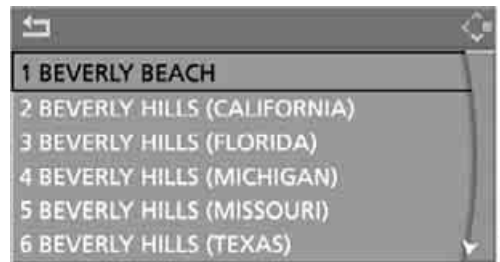 1 BEVERLY BEACH
2 BEVERLY HILLS (CALIFORNIA)
3 BEVERLY HILLS (FLORIDA)
4 BEVERLY HILLS (MICHIGAN)
5 BEVERLY HILLS (MISSOURI)
6 BEVERLY HILLS (TEXAS)